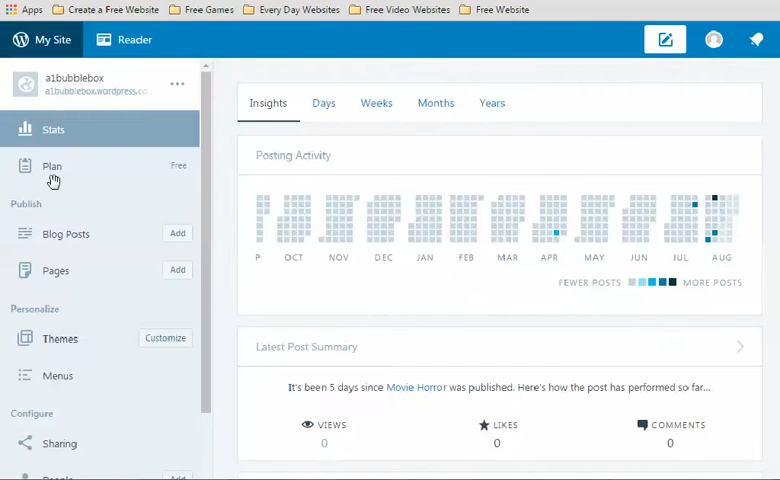 Apps Create a Free Website Free Games Every Day Websites Free Video Websites Free Website
My Site Reader
a1bubblebox
a1bubblebox.wordpress.co
Stats
Plan Free
Publish
Blog Posts Add
Pages Add
Personalize
Themes Customize
Menus
Configure
Sharing
People Add
Insights Days Weeks Months Years
Posting Activity
P OCT NOV DEC JAN FEB MAR APR MAY JUN JUL AUG
FEWER POSTS MORE POSTS
Latest Post Summary
It's been 5 days since Movie Horror was published. Here's how the post has performed so far...
VIEWS LIKES COMMENTS
0 0 0